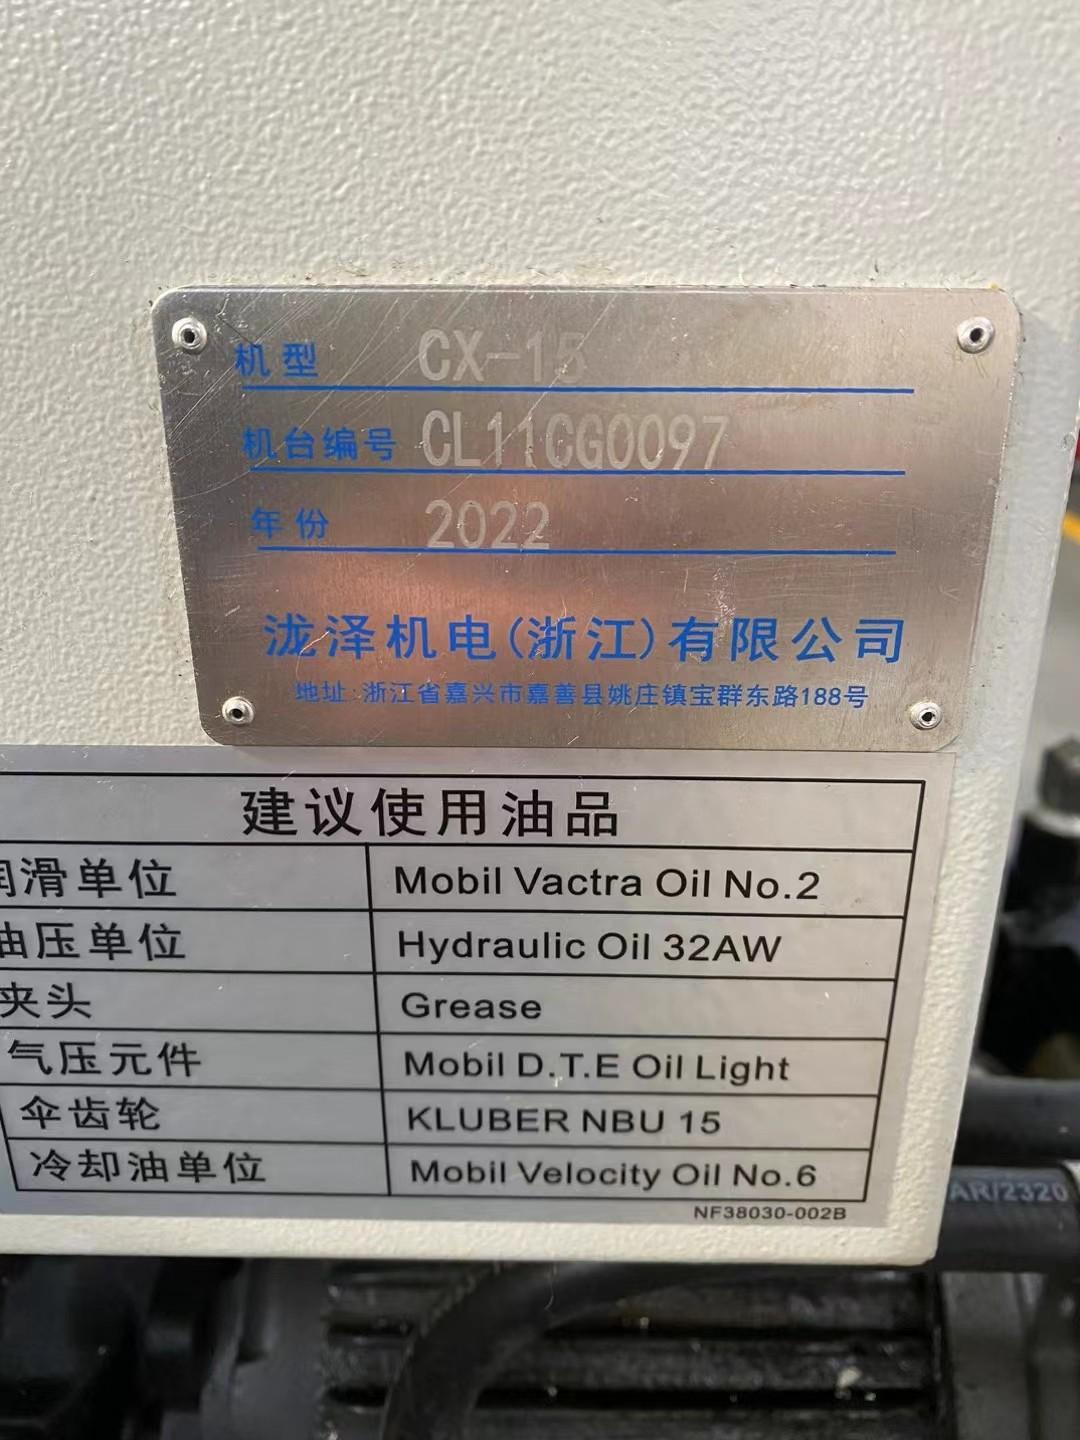 机型 CX-15
机台编号 CL11CG0097
年份 2022
泷泽机电(浙江)有限公司
地址:浙江省嘉兴市嘉善县姚庄镇宝群东路188号
建议使用油品
润滑单位 Mobil Vactra Oil No.2
油压单位 Hydraulic Oil 32AW
夹头 Grease
气压元件 Mobil D.T.E Oil Light
伞齿轮 KLUBER NBU 15
冷却油单位 Mobil Velocity Oil No.6
NF38030-002B
AR/2320